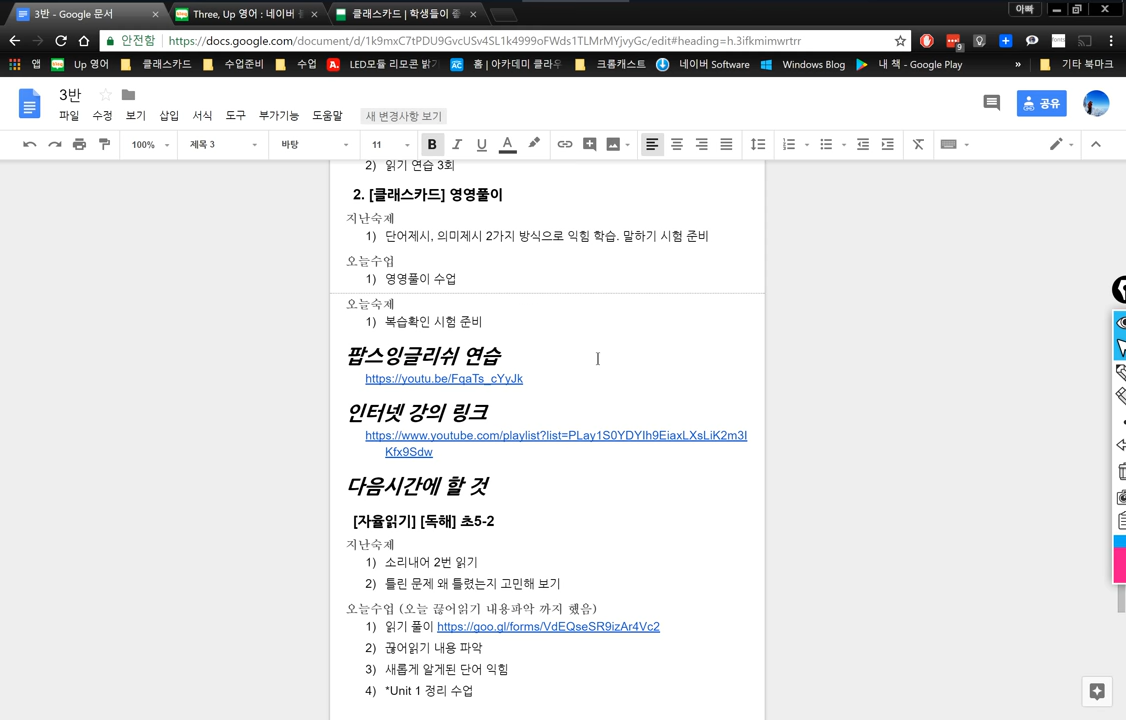 3반 - Google 문서
Three, Up 영어 : 네이버
클래스카드 | 학생들이
아빠
안전함
https://docs.google.com/document/d/1k9mxC7tPDU9GvcUSv4SL1k4999oFWds1TLMrMYjvyGc/edit#heading=h.3ifkmimwrtrr
9
앱 Up 영어 클래스카드 수업준비 수업 LED모듈 리모콘 밝기 홈 | 아카데미 클라우 크롬캐스트 네이버 Software Windows Blog 내 책 - Google Play » 기타 북마크
3반
파일 수정 보기 삽입 서식 도구 부가기능 도움말 새 변경사항 보기
공유
100% 제목 3 바탕 11 B I U A
2) 읽기 연습 3회
2. [클래스카드] 영영풀이
지난숙제
1) 단어제시, 의미제시 2가지 방식으로 익힘 학습. 말하기 시험 준비
오늘수업
1) 영영풀이 수업
오늘숙제
1) 복습확인 시험 준비
팝스잉글리쉬 연습
https://youtu.be/FqaTs_cYyJk
인터넷 강의 링크
https://www.youtube.com/playlist?list=PLay1S0YDYIh9EiaxLXsLiK2m3I
Kfx9Sdw
다음시간에 할 것
[자율읽기] [독해] 초5-2
지난숙제
1) 소리내어 2번 읽기
2) 틀린 문제 왜 틀렸는지 고민해 보기
오늘수업 (오늘 끊어읽기 내용파악 까지 했음)
1) 읽기 풀이 https://goo.gl/forms/VdEQseSR9izAr4Vc2
2) 끊어읽기 내용 파악
3) 새롭게 알게된 단어 익힘
4) *Unit 1 정리 수업